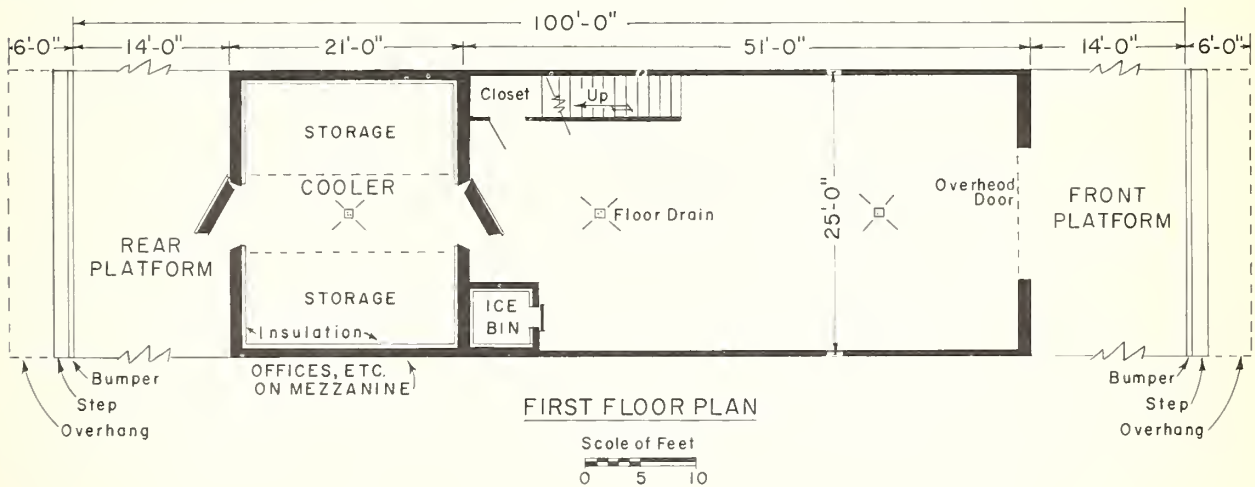 100'-0"
6'-0" 14'-0" 21'-0" 51'-0" 14'-0" 6'-0"
Closet
Up
STORAGE
COOLER
Floor Drain
25'-0"
Overhead
Door
FRONT
PLATFORM
REAR
PLATFORM
STORAGE
ICE
BIN
Insulation
OFFICES, ETC.
ON MEZZANINE
Bumper
Step
Overhang
Bumper
Step
Overhang
FIRST FLOOR PLAN
Scale of Feet
0 5 10